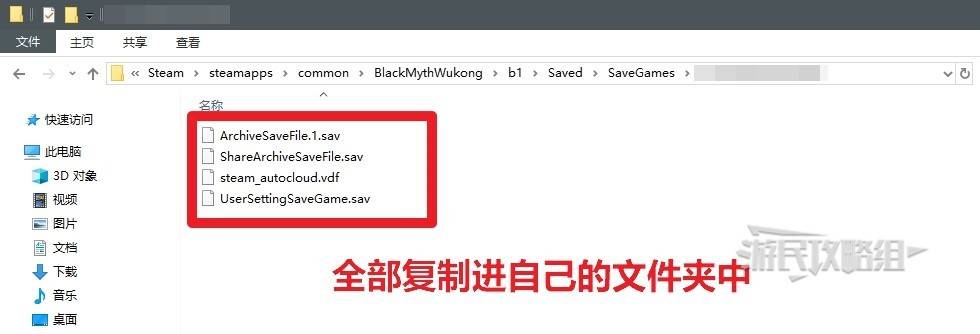 文件 主页 共享 查看
« Steam › steamapps › common › BlackMythWukong › b1 › Saved › SaveGames ›
名称
快速访问
此电脑
3D 对象
视频
图片
文档
下载
音乐
桌面
ArchiveSaveFile.1.sav
ShareArchiveSaveFile.sav
steam_autocloud.vdf
UserSettingSaveGame.sav
全部复制进自己的文件夹中
游民攻略组